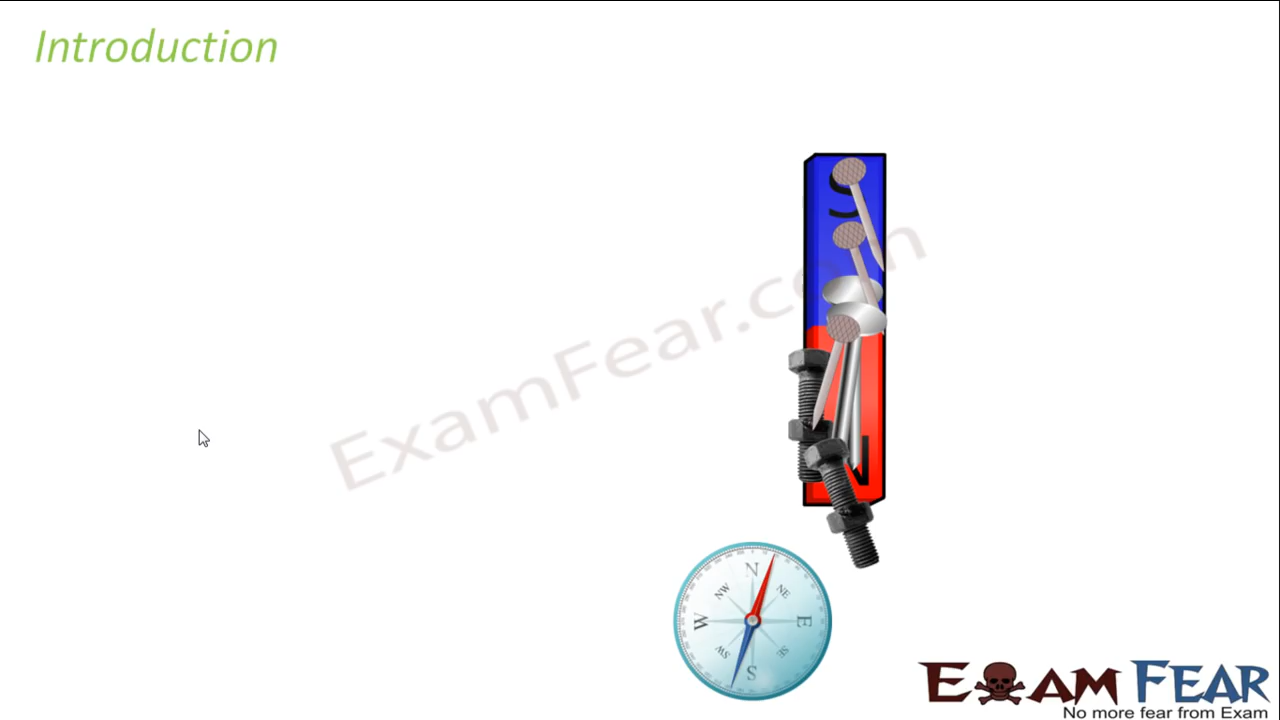 Introduction
S
ExamFear.com
N
N
NW
NE
W
E
SW
SE
S
EXAM FEAR
No more fear from Exam